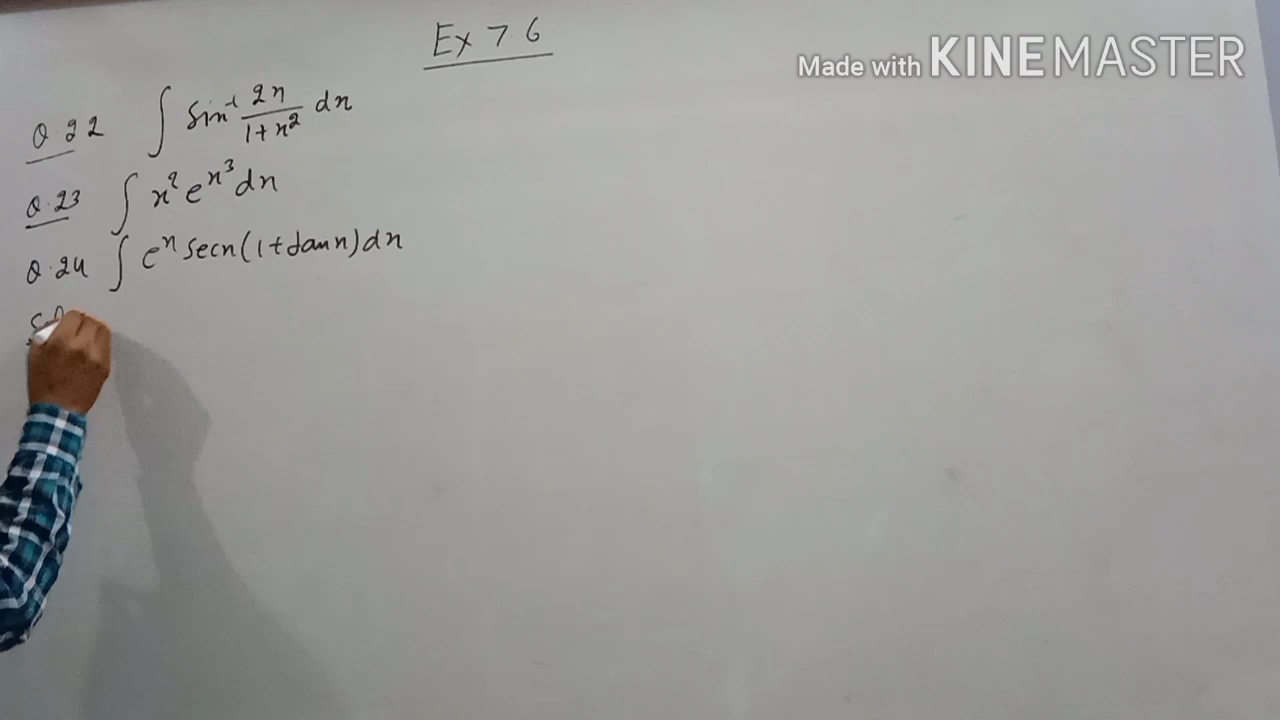 Ex 7 6
Made with KINEMASTER
Q.22 ∫ sin⁻¹ 2x/(1+x²) dx
Q.23 ∫ x² e^x³ dx
Q.24 ∫ e^x secx(1+tanx)dx